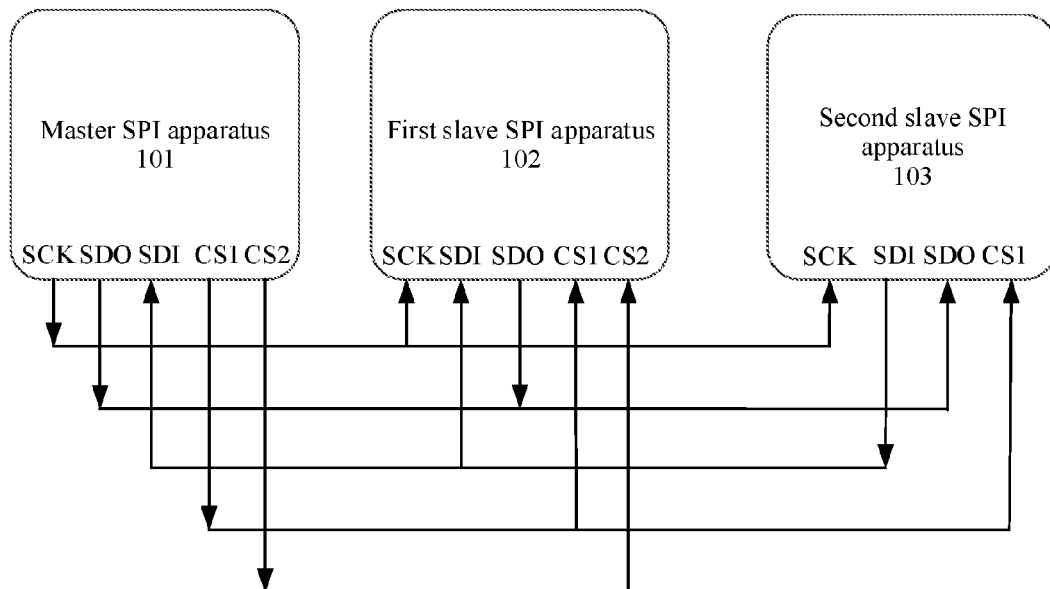 Master SPI apparatus
101
First slave SPI apparatus
102
Second slave SPI
apparatus
103
SCK SDO SDI CS1 CS2
SCK SDI SDO CS1 CS2
SCK SDI SDO CS1